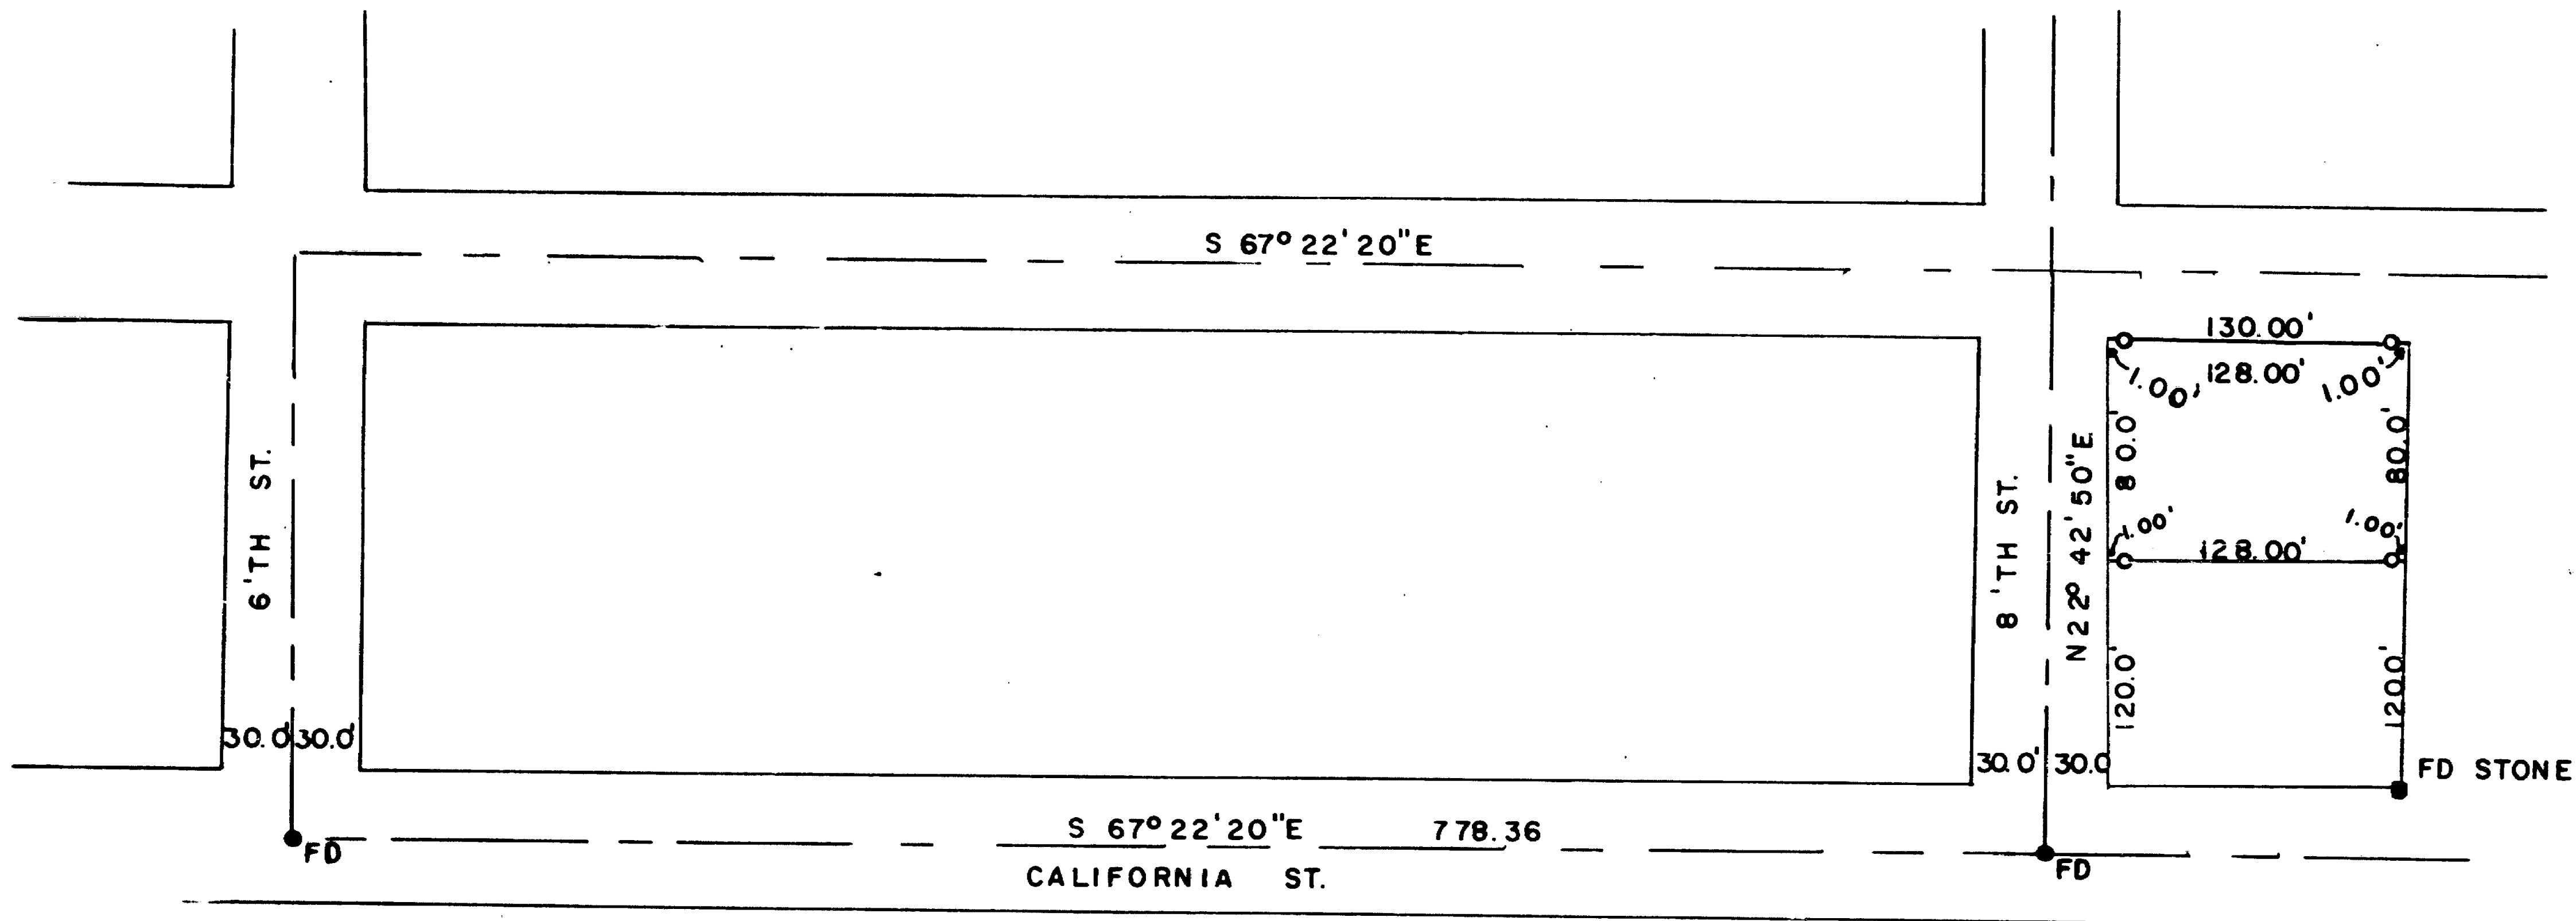 S 67° 22' 20" E
130.00'
1.00' 128.00' 1.00'
80.0' 80.0'
6'TH ST.
8'TH ST.
N 22° 42' 50" E
1.00' 128.00' 1.00'
120.0' 120.0'
30.0' 30.0'
30.0' 30.0
FD STONE
S 67° 22' 20" E 778.36
FD
FD
CALIFORNIA ST.